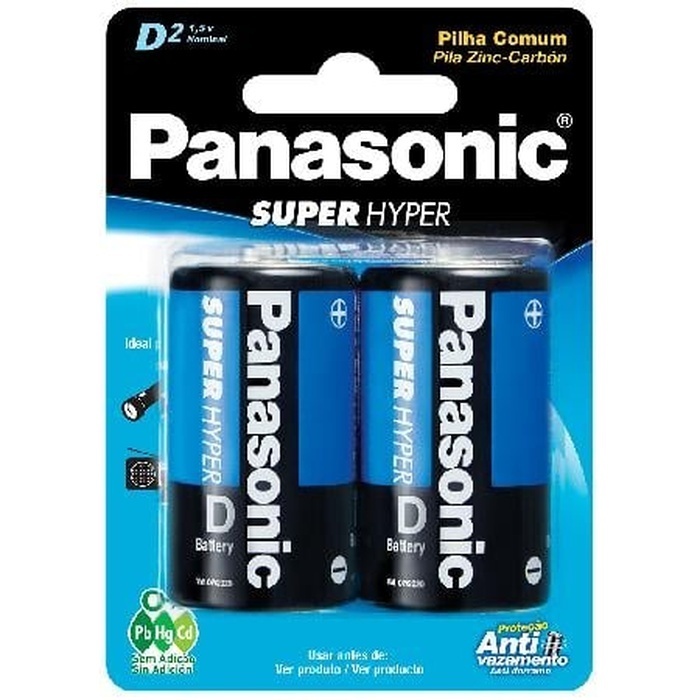 D2 1,5 v
Nominal
Pilha Comum
Pila Zinc-Carbón
Panasonic®
SUPER HYPER
Ideal
Panasonic
SUPER HYPER
D
Battery
Panasonic
SUPER HYPER
D
Battery
Pb Hg Cd
Sem Adição
Sin Adición
Usar antes de:
Ver produto / Ver producto
Proteção
Anti
vazamento
Anti derrame